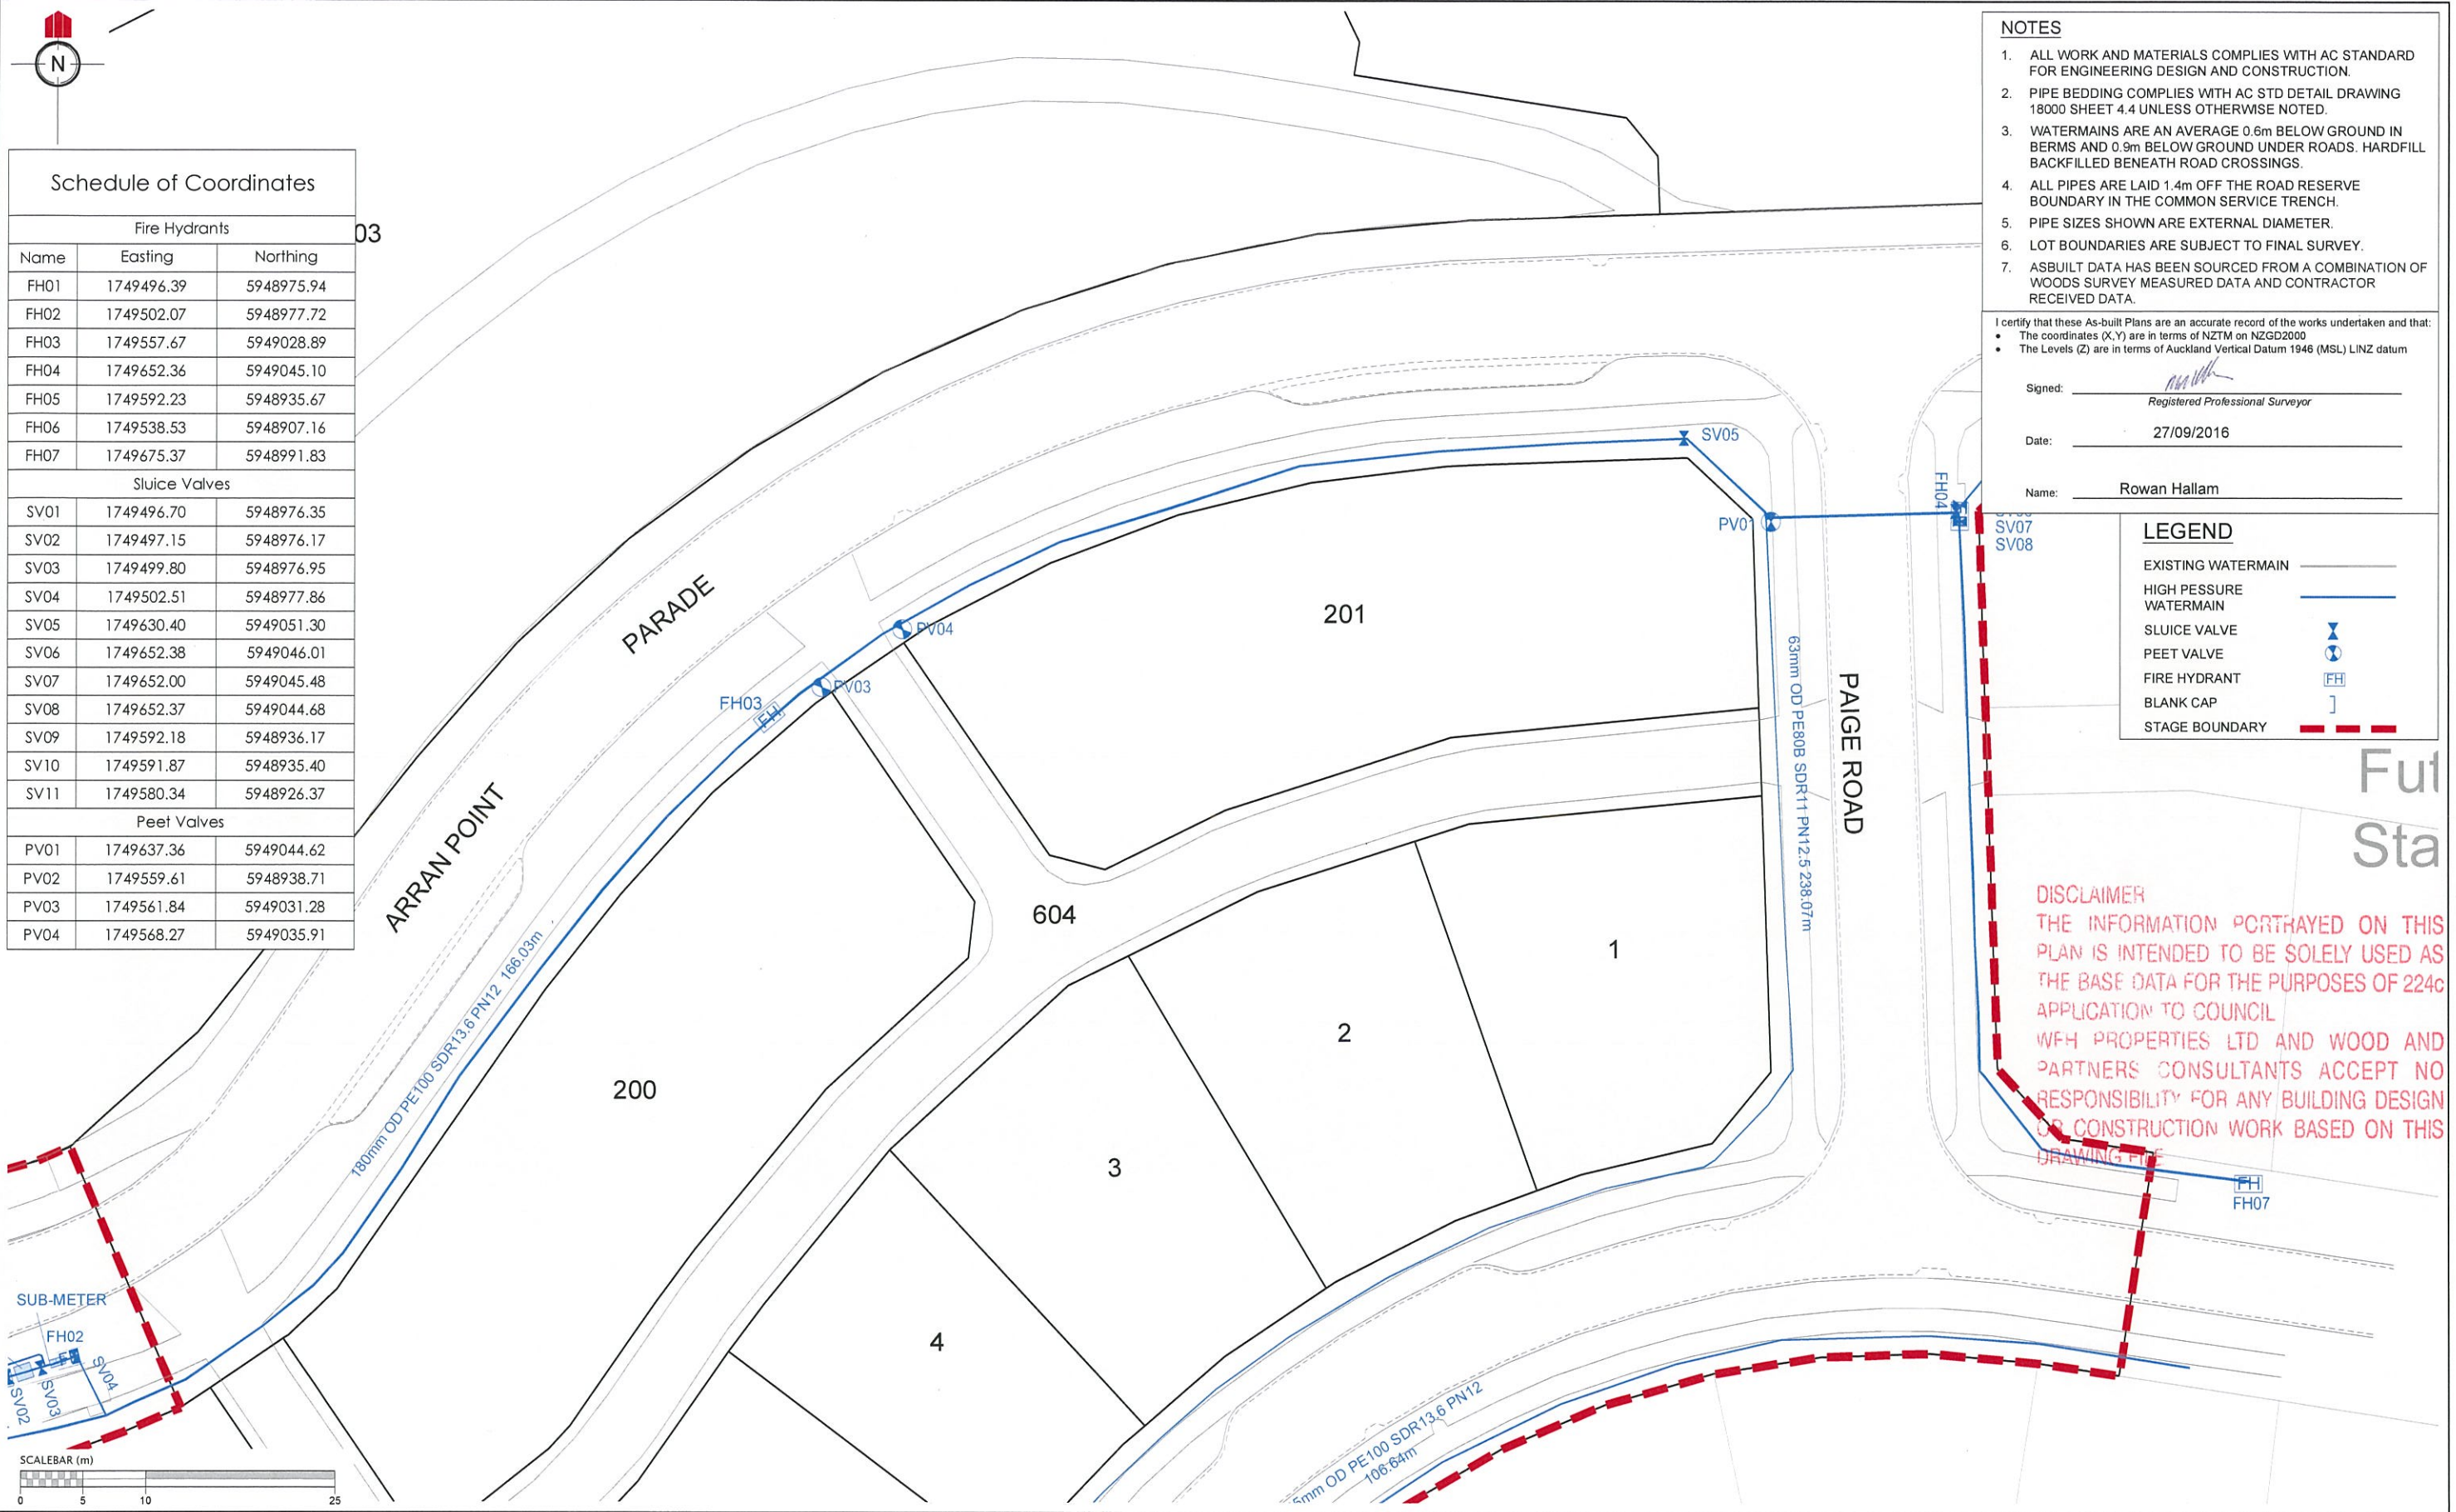 N
Schedule of Coordinates
Fire Hydrants
Name Easting Northing
FH01 1749496.39 5948975.94
FH02 1749502.07 5948977.72
FH03 1749557.67 5949028.89
FH04 1749652.36 5949045.10
FH05 1749592.23 5948935.67
FH06 1749538.53 5948907.16
FH07 1749675.37 5948991.83
Sluice Valves
SV01 1749496.70 5948976.35
SV02 1749497.15 5948976.17
SV03 1749499.80 5948976.95
SV04 1749502.51 5948977.86
SV05 1749630.40 5949051.30
SV06 1749652.38 5949046.01
SV07 1749652.00 5949045.48
SV08 1749652.37 5949044.68
SV09 1749592.18 5948936.17
SV10 1749591.87 5948935.40
SV11 1749580.34 5948926.37
Peet Valves
PV01 1749637.36 5949044.62
PV02 1749559.61 5948938.71
PV03 1749561.84 5949031.28
PV04 1749568.27 5949035.91
03
NOTES
1. ALL WORK AND MATERIALS COMPLIES WITH AC STANDARD
FOR ENGINEERING DESIGN AND CONSTRUCTION.
2. PIPE BEDDING COMPLIES WITH AC STD DETAIL DRAWING
18000 SHEET 4.4 UNLESS OTHERWISE NOTED.
3. WATERMAINS ARE AN AVERAGE 0.6m BELOW GROUND IN
BERMS AND 0.9m BELOW GROUND UNDER ROADS. HARDFILL
BACKFILLED BENEATH ROAD CROSSINGS.
4. ALL PIPES ARE LAID 1.4m OFF THE ROAD RESERVE
BOUNDARY IN THE COMMON SERVICE TRENCH.
5. PIPE SIZES SHOWN ARE EXTERNAL DIAMETER.
6. LOT BOUNDARIES ARE SUBJECT TO FINAL SURVEY.
7. ASBUILT DATA HAS BEEN SOURCED FROM A COMBINATION OF
WOODS SURVEY MEASURED DATA AND CONTRACTOR
RECEIVED DATA.
I certify that these As-built Plans are an accurate record of the works undertaken and that:
• The coordinates (X,Y) are in terms of NZTM on NZGD2000
• The Levels (Z) are in terms of Auckland Vertical Datum 1946 (MSL) LINZ datum
Signed:
Registered Professional Surveyor
Date: 27/09/2016
Name: Rowan Hallam
LEGEND
EXISTING WATERMAIN
HIGH PESSURE
WATERMAIN
SLUICE VALVE
PEET VALVE
FIRE HYDRANT FH
BLANK CAP
STAGE BOUNDARY
SV05
FH04
PV01
SV07
SV08
PARADE
PV04
201
PV03
FH03
FH
63mm OD PE80B SDR11 PN12.5 238.07m
PAIGE ROAD
ARRAN POINT
604
1
2
180mm OD PE100 SDR13.6 PN12 166.03m
200
3
4
Fut
Sta
DISCLAIMER
THE INFORMATION PORTRAYED ON THIS
PLAN IS INTENDED TO BE SOLELY USED AS
THE BASE DATA FOR THE PURPOSES OF 224c
APPLICATION TO COUNCIL
WFH PROPERTIES LTD AND WOOD AND
PARTNERS CONSULTANTS ACCEPT NO
RESPONSIBILITY FOR ANY BUILDING DESIGN
OR CONSTRUCTION WORK BASED ON THIS
DRAWING FILE
FH
FH07
SUB-METER
FH02
SV04
SV03
SV02
5mm OD PE100 SDR13.6 PN12
106.64m
SCALEBAR (m)
0 5 10 25